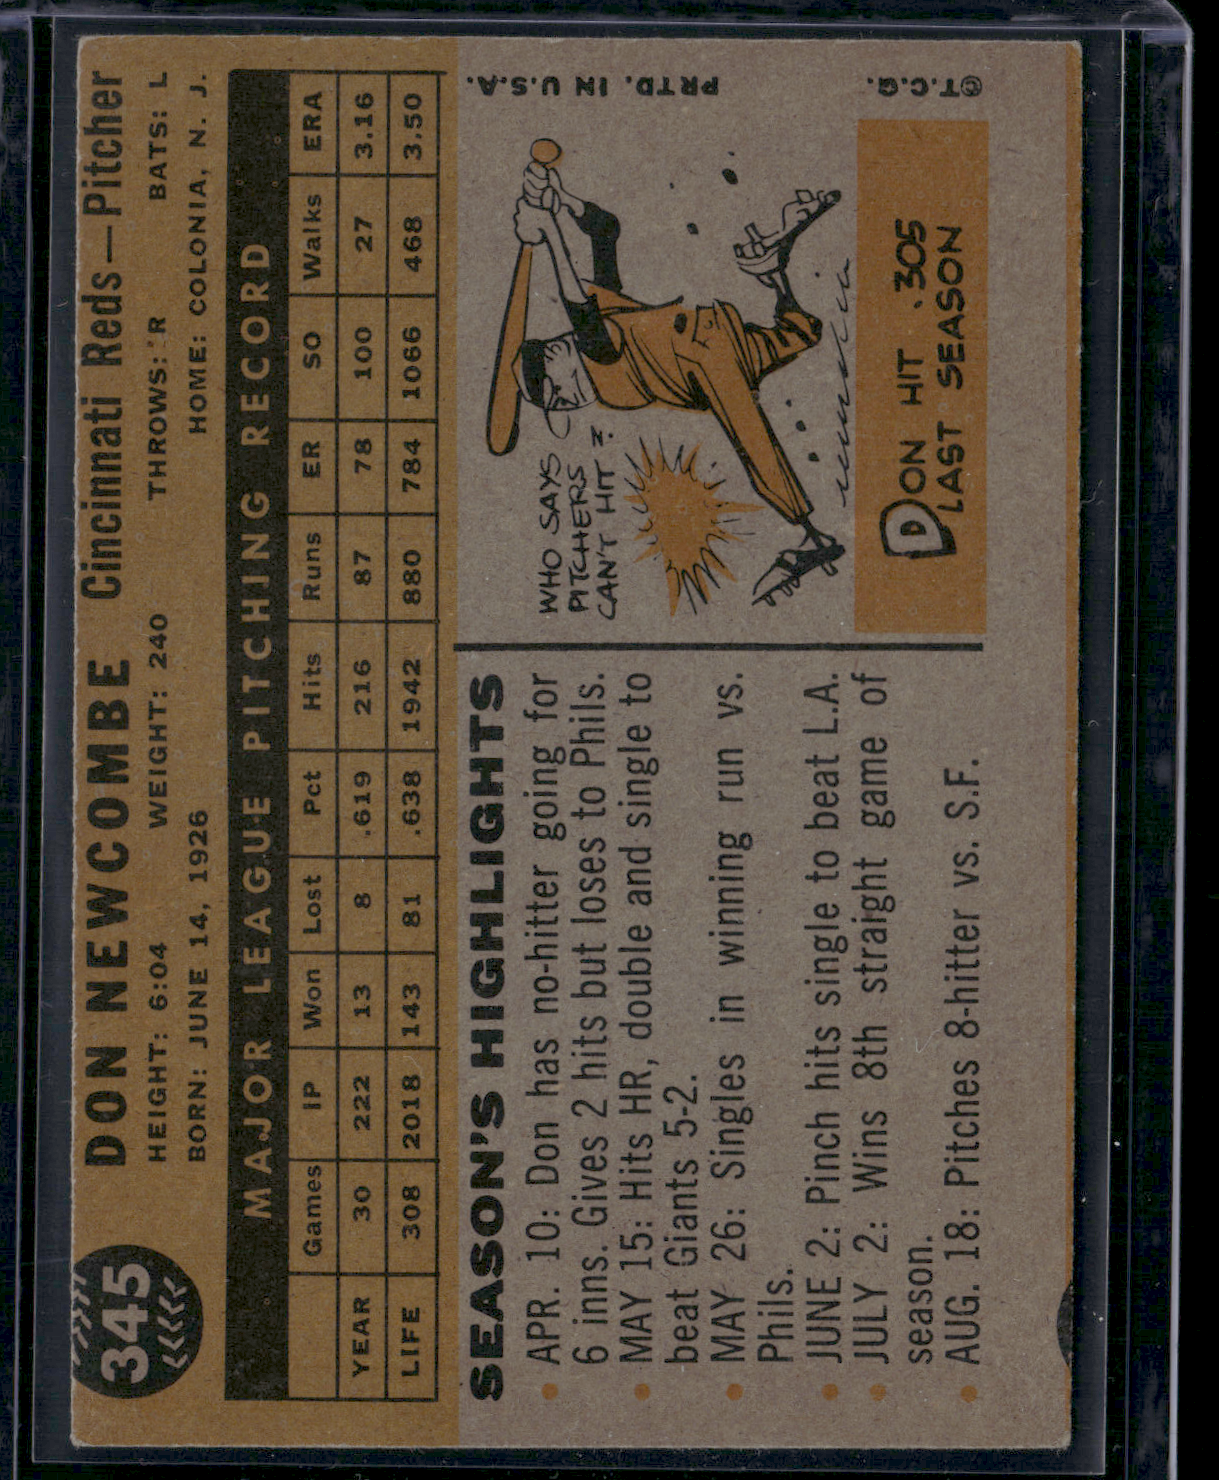 345
DON NEWCOMBE Cincinnati Reds—Pitcher
HEIGHT: 6:04 WEIGHT: 240 THROWS: R BATS: L
BORN: JUNE 14, 1926 HOME: COLONIA, N. J.
MAJOR LEAGUE PITCHING RECORD
Games IP Won Lost Pct Hits Runs ER SO Walks ERA
YEAR 30 222 13 8 .619 216 87 78 100 27 3.16
LIFE 308 2018 143 81 .638 1942 880 784 1066 468 3.50
SEASON'S HIGHLIGHTS
• APR. 10: Don has no-hitter going for
6 inns. Gives 2 hits but loses to Phils.
• MAY 15: Hits HR, double and single to
beat Giants 5-2.
• MAY 26: Singles in winning run vs.
Phils.
• JUNE 2: Pinch hits single to beat L.A.
• JULY 2: Wins 8th straight game of
season.
• AUG. 18: Pitches 8-hitter vs. S.F.
WHO SAYS
PITCHERS
CAN'T HIT?
D
DON HIT .305
LAST SEASON
©T.C.G. PRTD. IN U.S.A.